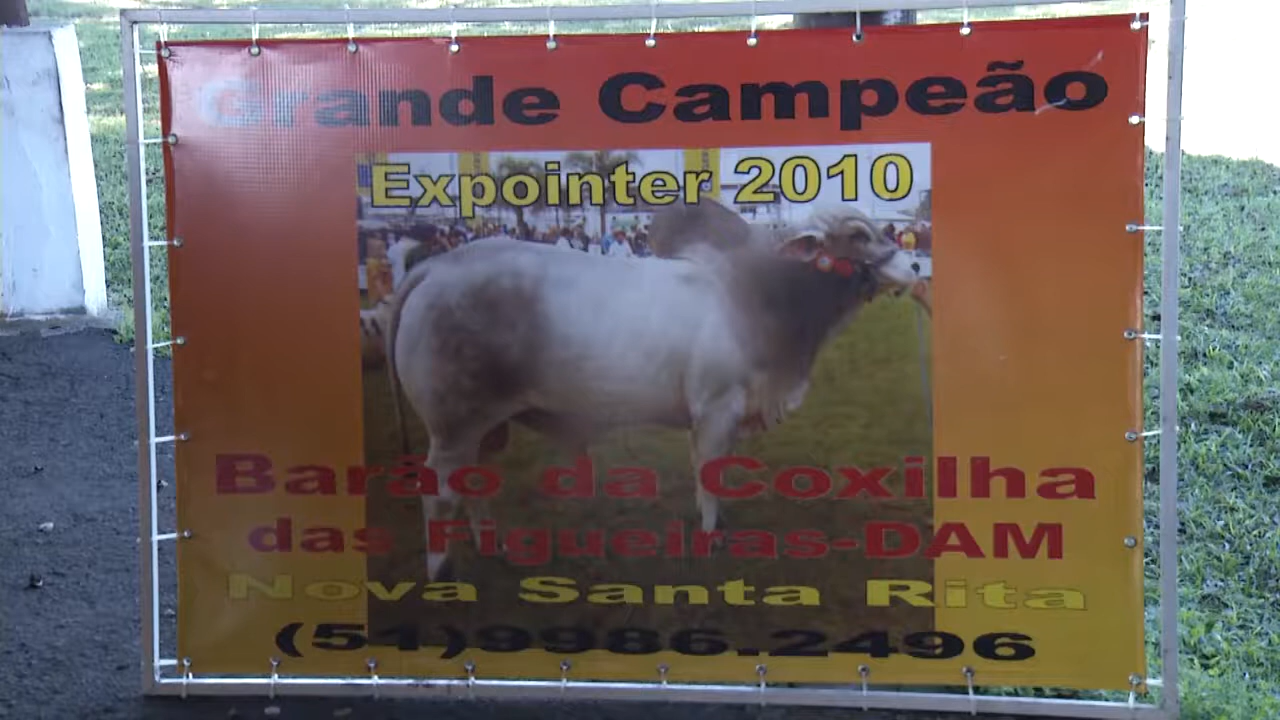 Grande Campeão
Expointer 2010
Barão da Coxilha
das Figueiras-DAM
Nova Santa Rita
(51)9986.2496